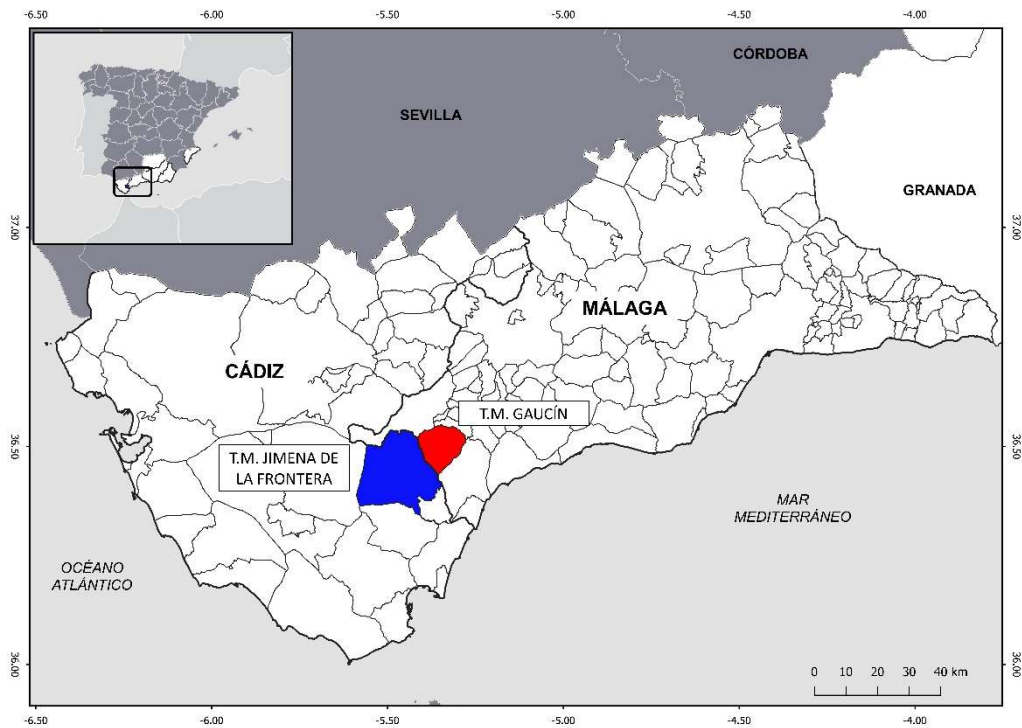 -6.50 -6.00 -5.50 -5.00 -4.50 -4.00
CÓRDOBA
SEVILLA
GRANADA
37.00 37.00
MÁLAGA
CÁDIZ
T.M. GAUCÍN
36.50 36.50
T.M. JIMENA DE
LA FRONTERA
MAR
MEDITERRÁNEO
OCÉANO
ATLÁNTICO
36.00 36.00
0 10 20 30 40 km
-6.50 -6.00 -5.50 -5.00 -4.50 -4.00